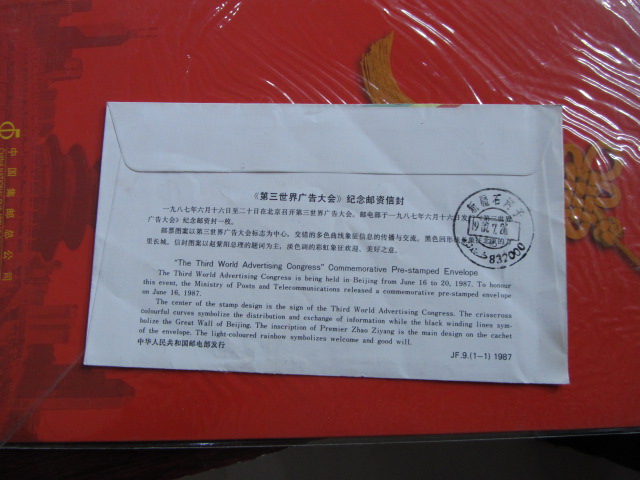 《第三世界广告大会》纪念邮资信封
一九八七年六月十六日至二十日在北京召开第三世界广告大会。邮电部于一九八七年六月十六日发行《第三世界
广告大会》纪念邮资封一枚。
邮票图案以第三世界广告大会标志为中心,交错的多色曲线象征信息的传播与交流,黑色回形线条象征北京的万
里长城。信封图案以赵紫阳总理的题词为主,淡色调的彩虹象征欢迎、美好之意。
"The Third World Advertising Congress" Commemorative Pre-stamped Envelope
The Third World Advertising Congress is being held in Beijing from June 16 to 20, 1987. To honour
this event, the Ministry of Posts and Telecommunications released a commemorative pre-stamped envelope
on June 16, 1987.
The center of the stamp design is the sign of the Third World Advertising Congress. The crisscross
colourful curves symbolize the distribution and exchange of information while the black winding lines sym-
bolize the Great Wall of Beijing. The inscription of Premier Zhao Ziyang is the main design on the cachet
of the envelope. The light-coloured rainbow symbolizes welcome and good will.
中华人民共和国邮电部发行
JF.9.(1-1) 1987
新疆石河子
832000
中国集邮总公司